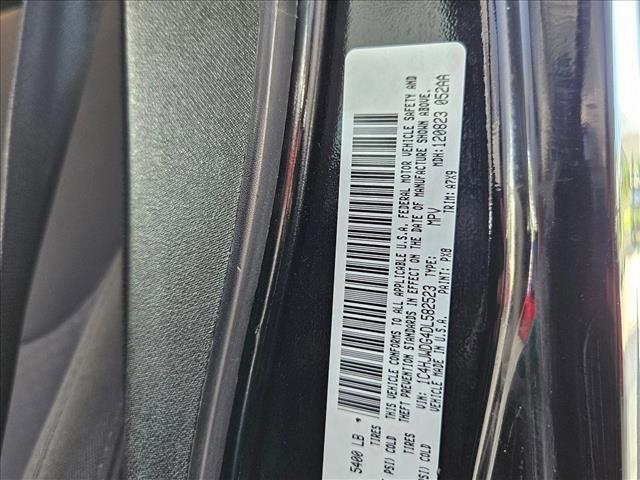 5400 LB
TIRES
PSI) COLD
THIS VEHICLE CONFORMS TO ALL APPLICABLE U.S.A. FEDERAL MOTOR VEHICLE SAFETY AND
THEFT PREVENTION STANDARDS IN EFFECT ON THE DATE OF MANUFACTURE SHOWN ABOVE.
VIN: 1C4HJWDG4DL582523 TYPE: MPV MDH:120823 052AA
VEHICLE MADE IN U.S.A. PAINT: PX8 TRIM: A7X9
TIRES
PSI) COLD